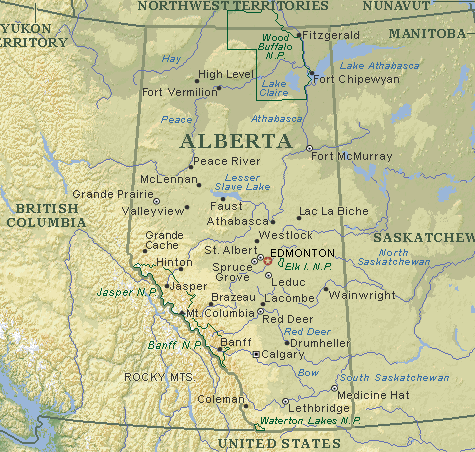 NORTHWEST TERRITORIES
NUNAVUT
YUKON
TERRITORY
MANITOBA
Wood
Buffalo
N.P.
Fitzgerald
Hay
Lake Athabasca
High Level
Fort Chipewyan
Fort Vermilion
Lake
Claire
Peace
Athabasca
ALBERTA
Fort McMurray
Peace River
McLennan
Lesser
Slave Lake
Grande Prairie
Valleyview
Faust
Lac La Biche
Athabasca
BRITISH
COLUMBIA
Westlock
SASKATCHEW
Grande
Cache
St. Albert
EDMONTON
North
Saskatchewan
Hinton
Spruce
Grove
Elk I. N.P.
Leduc
Jasper N.P.
Jasper
Brazeau
Lacombe
Wainwright
Mt. Columbia
Red Deer
Red Deer
Banff N.P.
Banff
Drumheller
Calgary
ROCKY MTS.
Bow
South Saskatchewan
Medicine Hat
Coleman
Lethbridge
Waterton Lakes N.P.
UNITED STATES